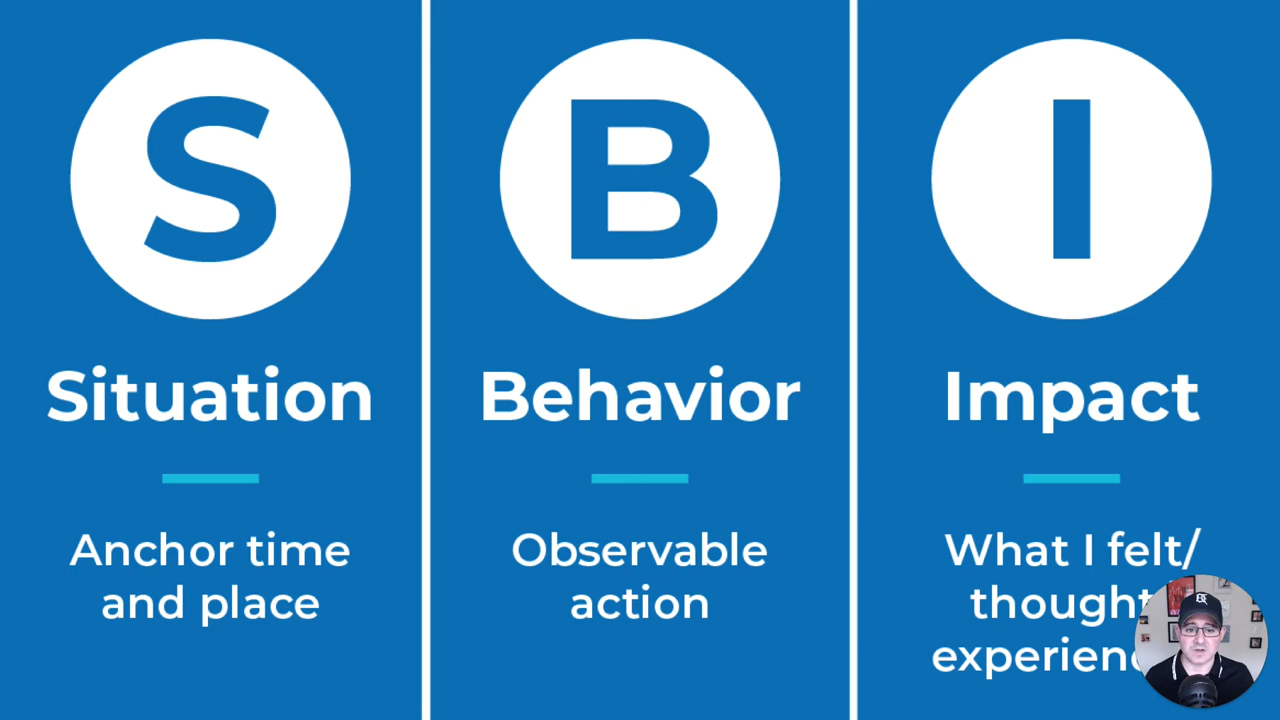 S
Situation
Anchor time
and place
B
Behavior
Observable
action
I
Impact
What I felt/
thought